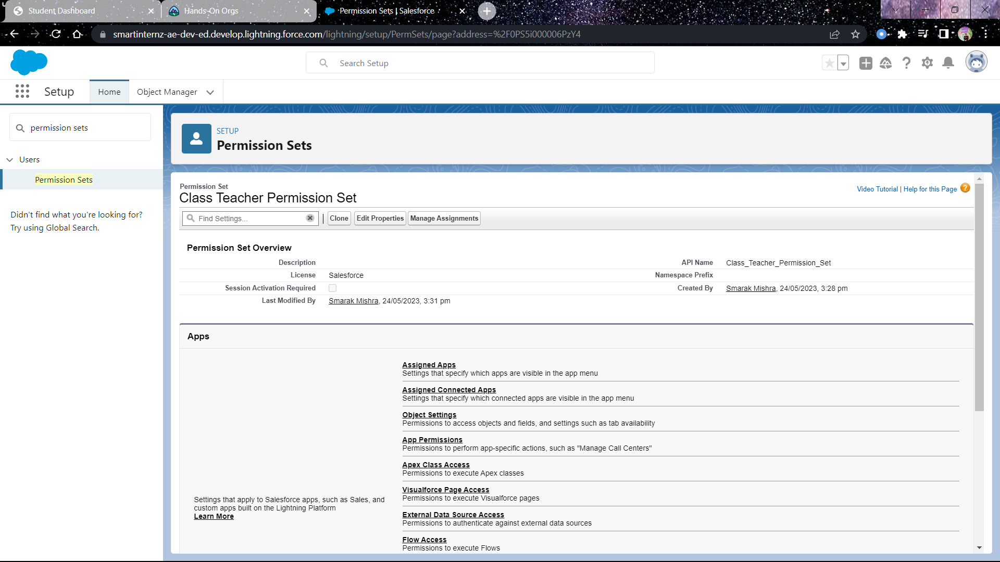 Student Dashboard
Hands-On Orgs
Permission Sets | Salesforce
smartinternz-ae-dev-ed.develop.lightning.force.com/lightning/setup/PermSets/page?address=%2F0PS5i000006PzY4
Search Setup
Setup
Home
Object Manager
permission sets
Users
Permission Sets
Didn't find what you're looking for?
Try using Global Search.
SETUP
Permission Sets
Permission Set
Class Teacher Permission Set
Video Tutorial | Help for this Page
Find Settings...
Clone
Edit Properties
Manage Assignments
Permission Set Overview
Description
API Name Class_Teacher_Permission_Set
License Salesforce
Namespace Prefix
Session Activation Required
Created By Smarak Mishra, 24/05/2023, 3:28 pm
Last Modified By Smarak Mishra, 24/05/2023, 3:31 pm
Apps
Settings that apply to Salesforce apps, such as Sales, and
custom apps built on the Lightning Platform
Learn More
Assigned Apps
Settings that specify which apps are visible in the app menu
Assigned Connected Apps
Settings that specify which connected apps are visible in the app menu
Object Settings
Permissions to access objects and fields, and settings such as tab availability
App Permissions
Permissions to perform app-specific actions, such as "Manage Call Centers"
Apex Class Access
Permissions to execute Apex classes
Visualforce Page Access
Permissions to execute Visualforce pages
External Data Source Access
Permissions to authenticate against external data sources
Flow Access
Permissions to execute Flows